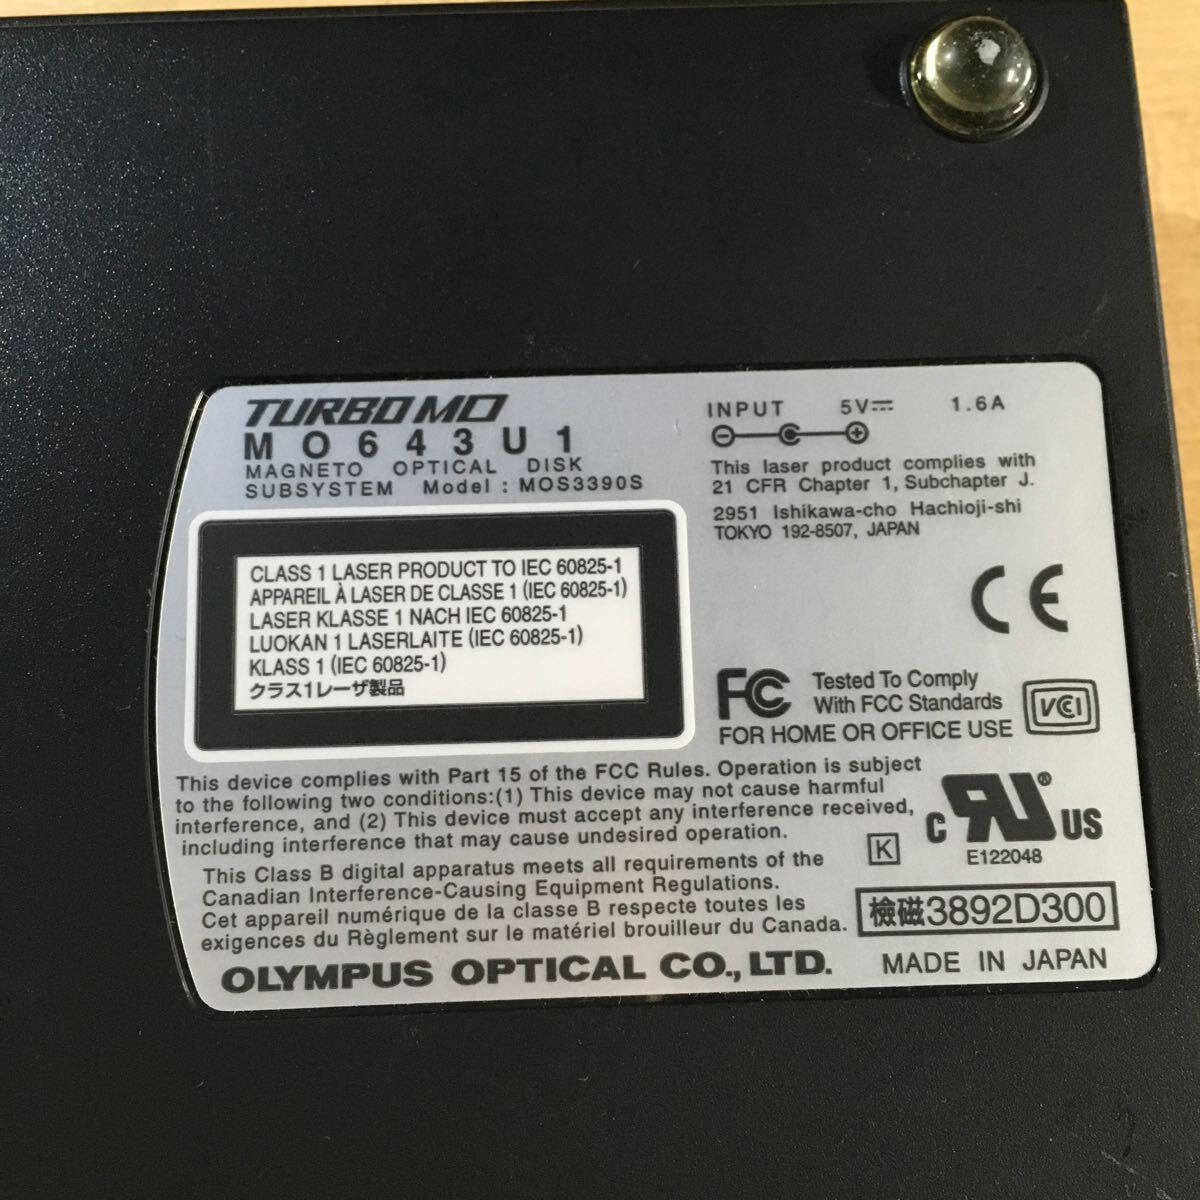 TURBO MO
MO643U1
MAGNETO OPTICAL DISK
SUBSYSTEM Model : MOS3390S
CLASS 1 LASER PRODUCT TO IEC 60825-1
APPAREIL À LASER DE CLASSE 1 (IEC 60825-1)
LASER KLASSE 1 NACH IEC 60825-1
LUOKAN 1 LASERLAITE (IEC 60825-1)
KLASS 1 (IEC 60825-1)
クラス1レーザ製品
INPUT 5V 1.6A
This laser product complies with
21 CFR Chapter 1, Subchapter J.
2951 Ishikawa-cho Hachioji-shi
TOKYO 192-8507, JAPAN
CE
FC Tested To Comply
With FCC Standards
FOR HOME OR OFFICE USE
VCI
This device complies with Part 15 of the FCC Rules. Operation is subject
to the following two conditions:(1) This device may not cause harmful
interference, and (2) This device must accept any interference received,
including interference that may cause undesired operation.
This Class B digital apparatus meets all requirements of the
Canadian Interference-Causing Equipment Regulations.
Cet appareil numérique de la classe B respecte toutes les
exigences du Règlement sur le matériel brouilleur du Canada.
K
C RU® US
E122048
檢磁3892D300
OLYMPUS OPTICAL CO., LTD.
MADE IN JAPAN